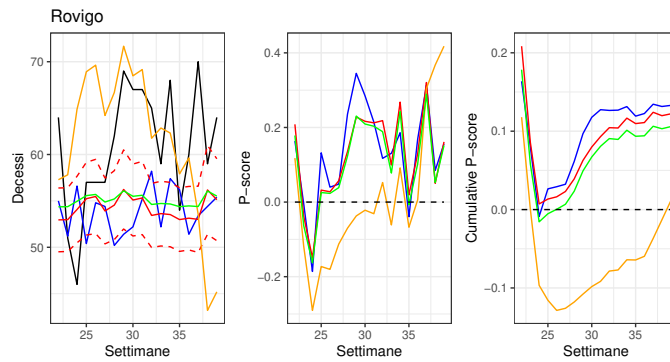 Rovigo
Decessi
70
60
50
25
30
35
Settimane
P-score
0.4
0.2
0.0
−0.2
25
30
35
Settimane
Cumulative P-score
0.2
0.1
0.0
−0.1
25
30
35
Settimane